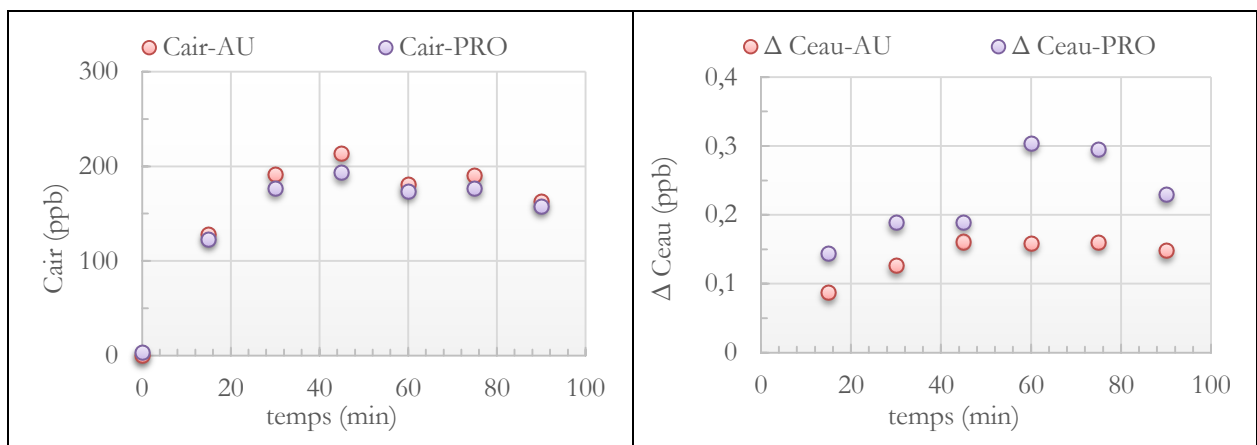 Cair-AU Cair-PRO
300
200
100
0
Cair (ppb)
0 20 40 60 80 100
temps (min)
Δ Ceau-AU Δ Ceau-PRO
0,4
0,3
0,2
0,1
0
Δ Ceau (ppb)
0 20 40 60 80 100
temps (min)